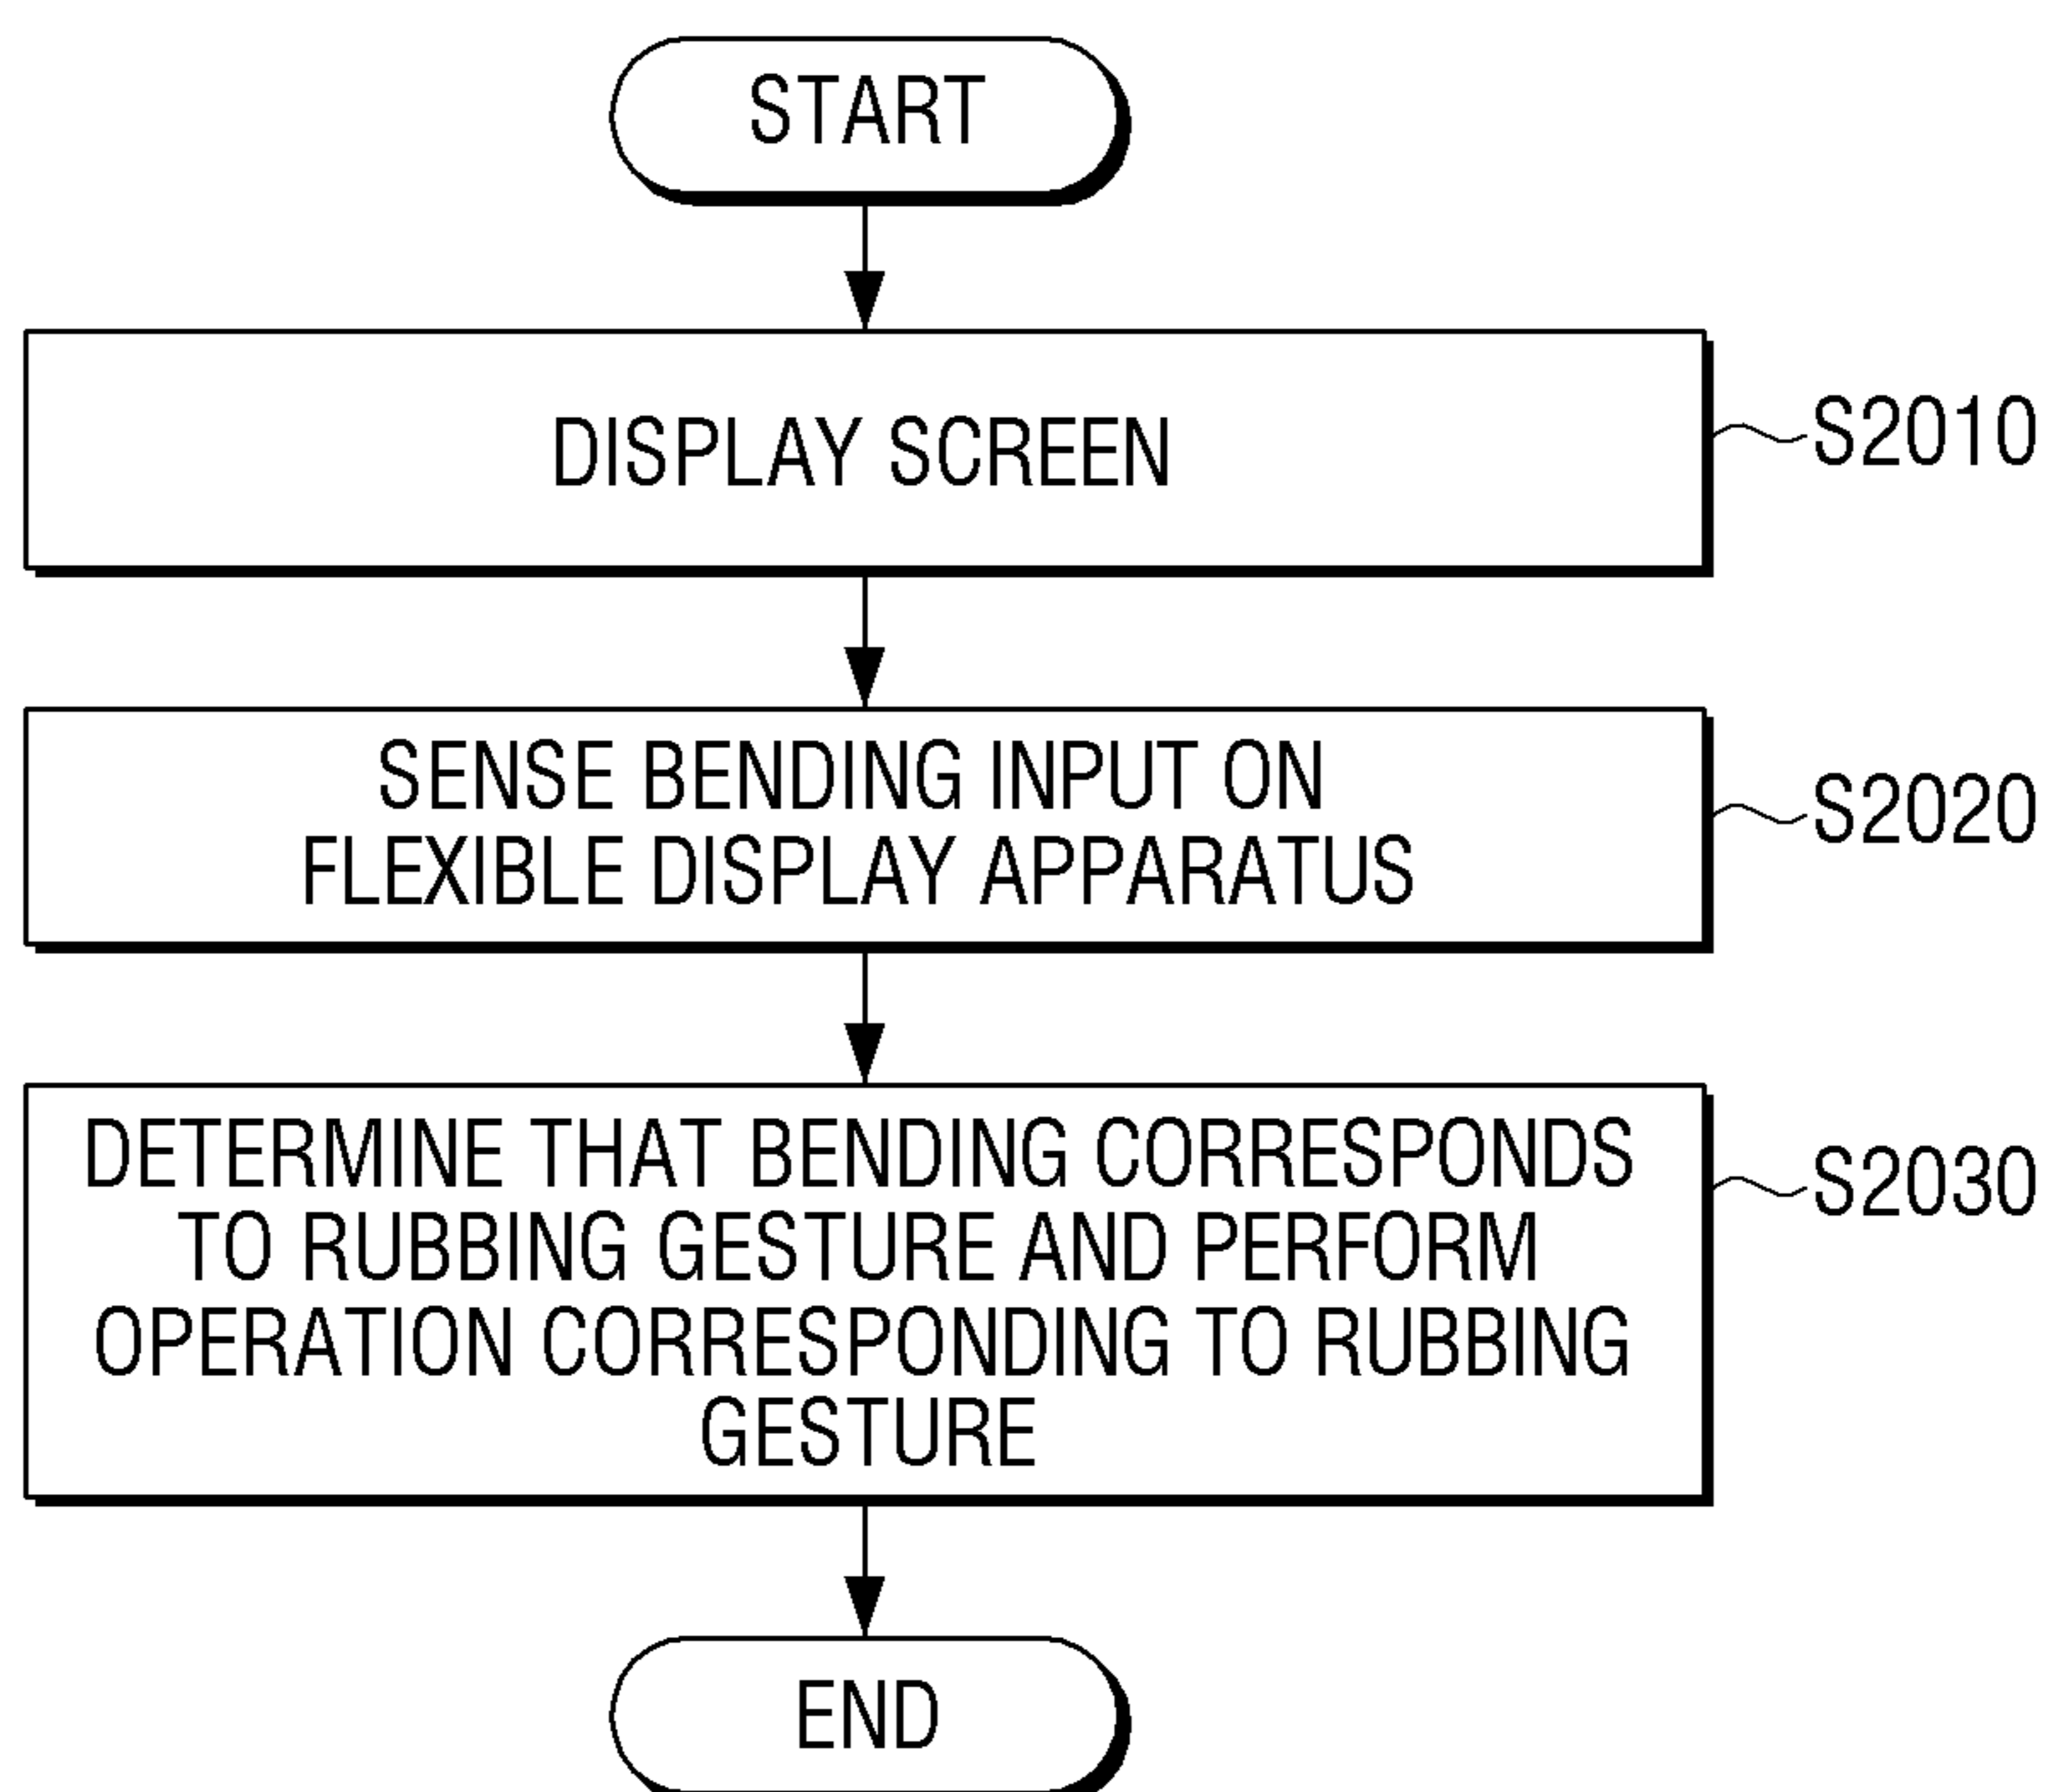 START
DISPLAY SCREEN
S2010
SENSE BENDING INPUT ON
FLEXIBLE DISPLAY APPARATUS
S2020
DETERMINE THAT BENDING CORRESPONDS
TO RUBBING GESTURE AND PERFORM
OPERATION CORRESPONDING TO RUBBING
GESTURE
S2030
END